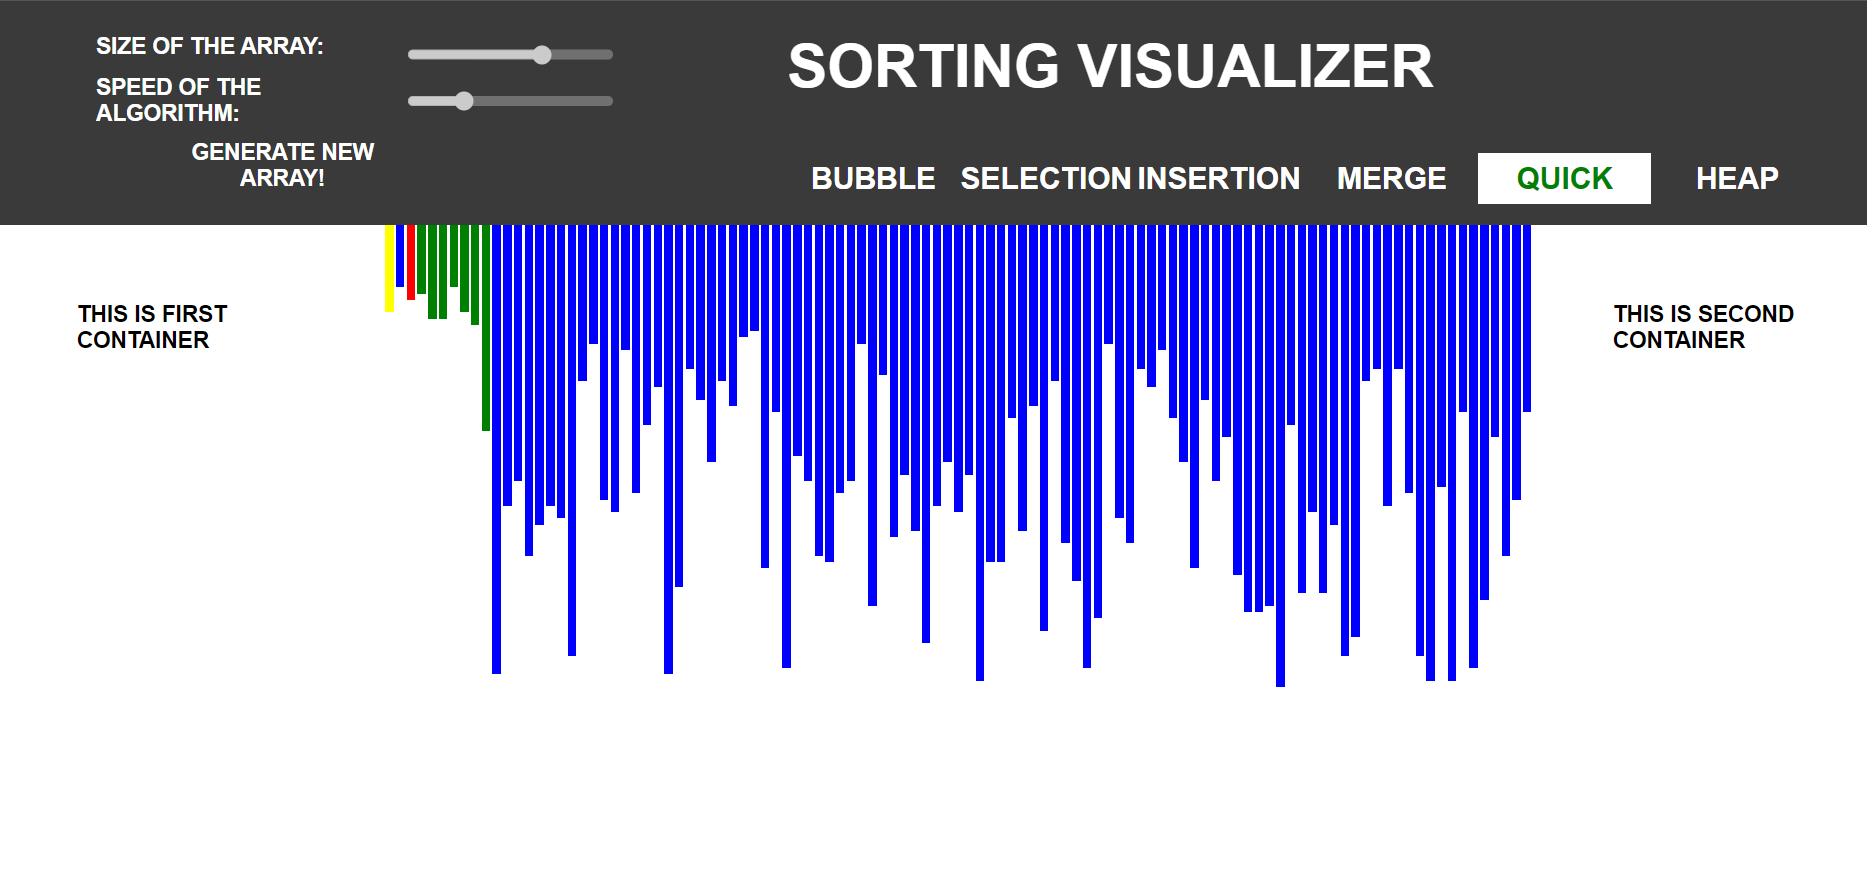 SIZE OF THE ARRAY:
SPEED OF THE
ALGORITHM:
GENERATE NEW
ARRAY!
SORTING VISUALIZER
BUBBLE SELECTION INSERTION MERGE QUICK HEAP
THIS IS FIRST
CONTAINER
THIS IS SECOND
CONTAINER